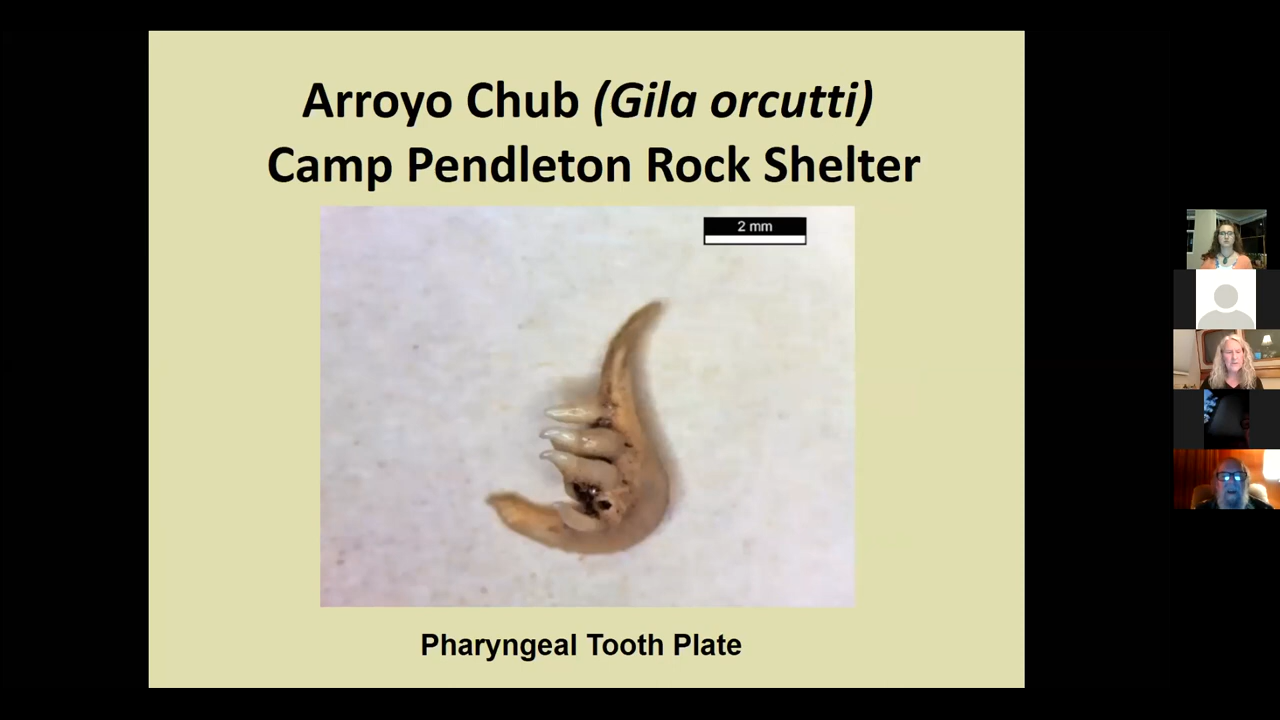 Arroyo Chub (Gila orcutti)
Camp Pendleton Rock Shelter
2 mm
Pharyngeal Tooth Plate